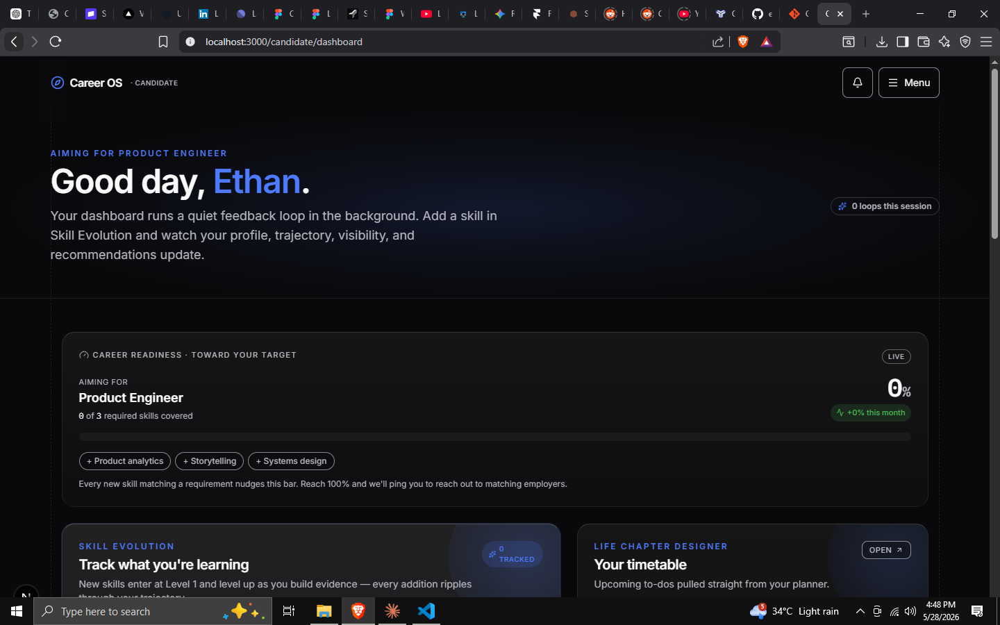 localhost:3000/candidate/dashboard
Career OS · CANDIDATE
Menu
AIMING FOR PRODUCT ENGINEER
Good day, Ethan.
Your dashboard runs a quiet feedback loop in the background. Add a skill in
Skill Evolution and watch your profile, trajectory, visibility, and
recommendations update.
0 loops this session
CAREER READINESS · TOWARD YOUR TARGET
LIVE
AIMING FOR
Product Engineer
0 of 3 required skills covered
0%
+0% this month
+ Product analytics
+ Storytelling
+ Systems design
Every new skill matching a requirement nudges this bar. Reach 100% and we'll ping you to reach out to matching employers.
SKILL EVOLUTION
Track what you're learning
New skills enter at Level 1 and level up as you build evidence — every addition ripples
through your trajectory.
0
TRACKED
LIFE CHAPTER DESIGNER
Your timetable
Upcoming to-dos pulled straight from your planner.
OPEN
Type here to search
5
34°C Light rain
4:48 PM
5/28/2026